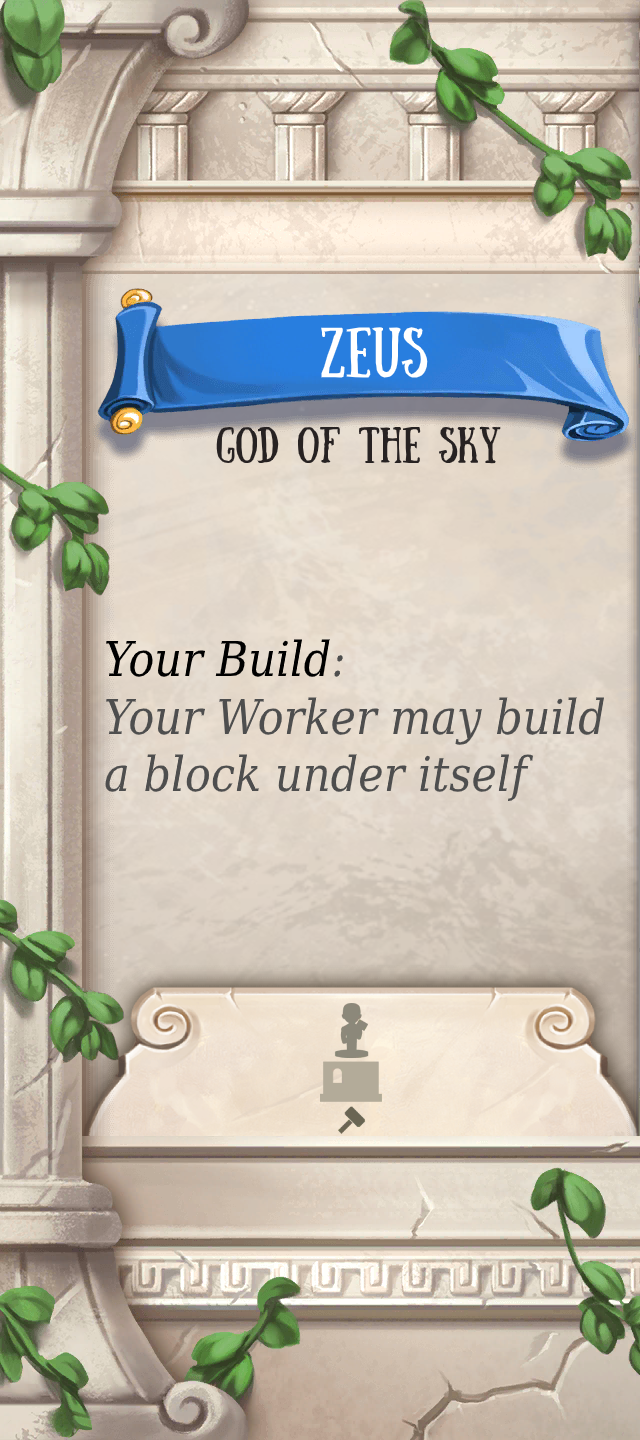 ZEUS
GOD OF THE SKY
Your Build:
Your Worker may build
a block under itself